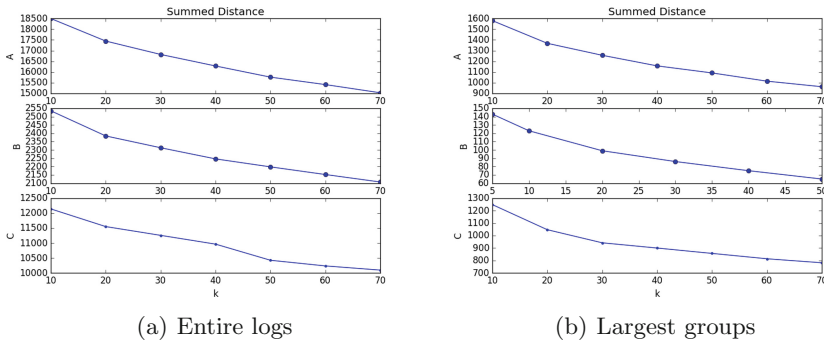 Summed Distance
18500
18000
17500
17000
16500
16000
15500
15000
A
10 20 30 40 50 60 70
2550
2500
2450
2400
2350
2300
2250
2200
2150
2100
B
10 20 30 40 50 60 70
12500
12000
11500
11000
10500
10000
C
10 20 30 40 50 60 70
k
(a) Entire logs
Summed Distance
1600
1500
1400
1300
1200
1100
1000
900
A
10 20 30 40 50 60 70
150
140
130
120
110
100
90
80
70
60
B
5 10 15 20 25 30 35 40 45 50
1300
1200
1100
1000
900
800
700
C
10 20 30 40 50 60 70
k
(b) Largest groups